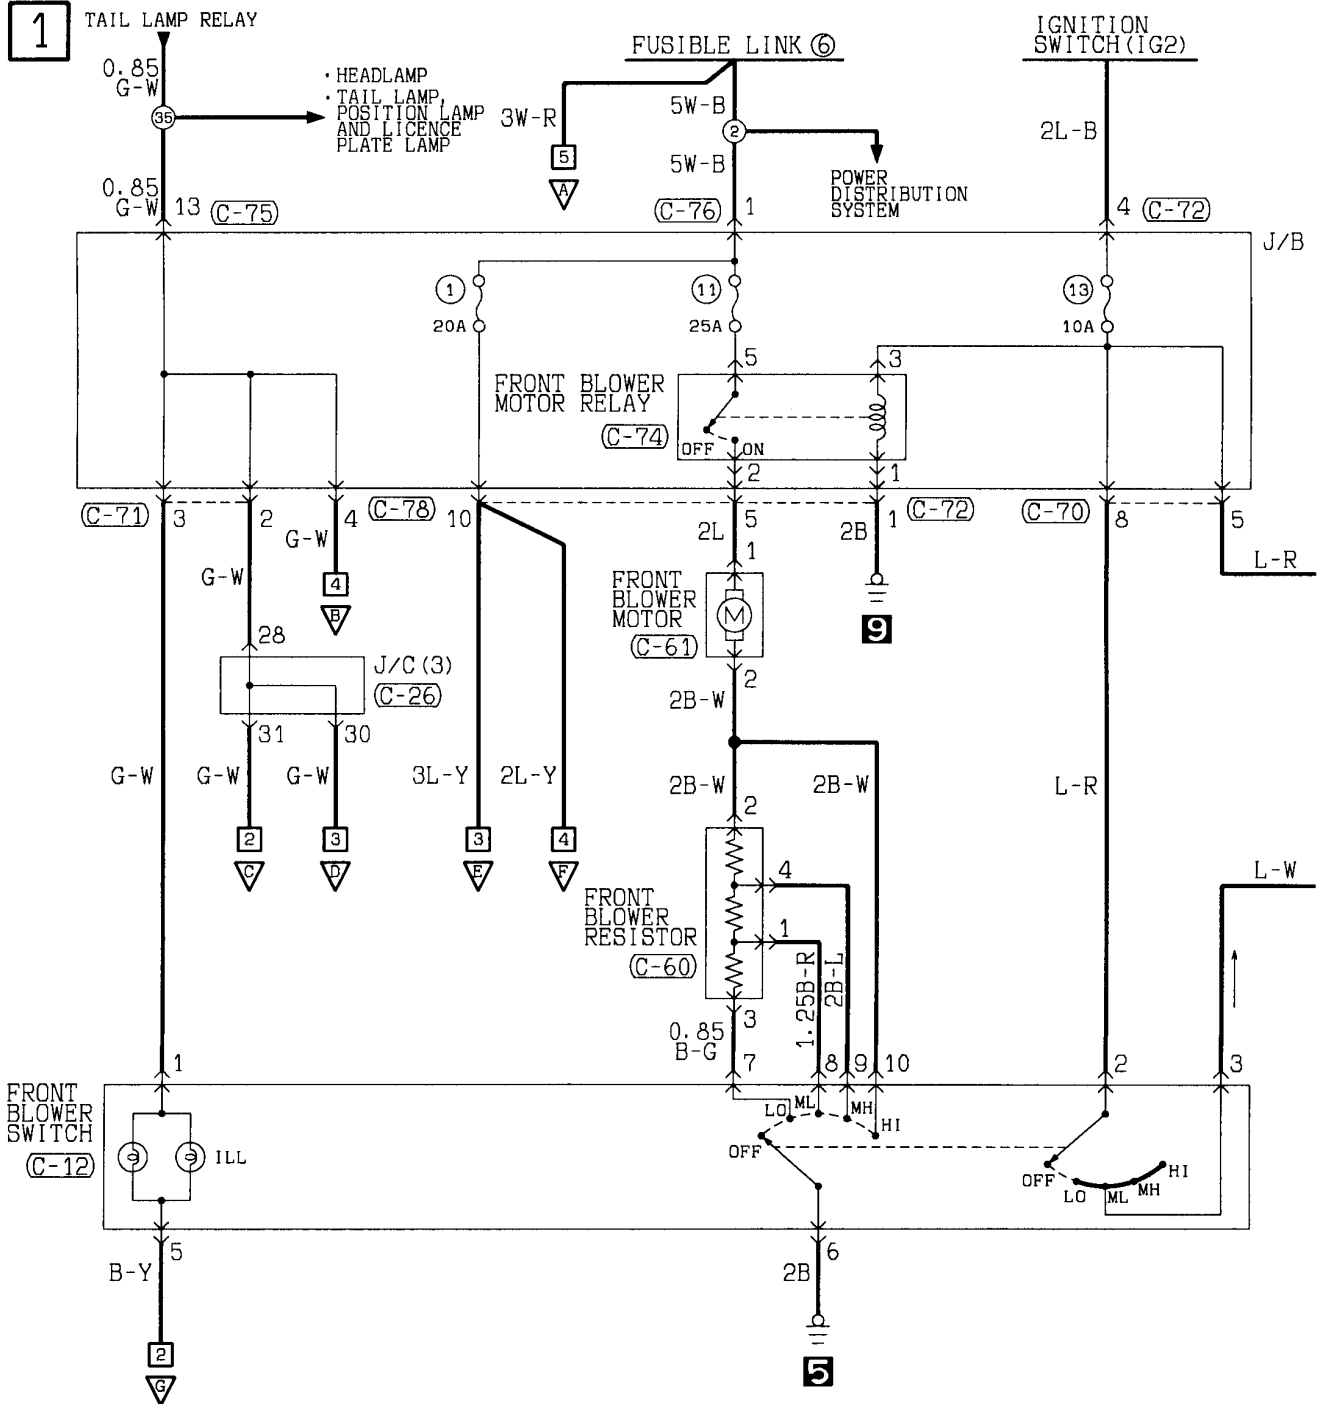 1
TAIL LAMP RELAY
FUSIBLE LINK ⑥
IGNITION
SWITCH (IG2)
0.85
G-W
35
· HEADLAMP
· TAIL LAMP,
POSITION LAMP
AND LICENCE
PLATE LAMP
3W-R
5W-B
2
5W-B
2L-B
5
A
POWER
DISTRIBUTION
SYSTEM
0.85
G-W
13
(C-75)
(C-76)
1
4
(C-72)
J/B
1
20A
11
25A
13
10A
5
3
FRONT BLOWER
MOTOR RELAY
(C-74)
OFF
ON
2
1
(C-71)
3
2
4
(C-78)
10
5
1
(C-72)
(C-70)
8
5
G-W
G-W
2L
2B
L-R
4
B
1
FRONT
BLOWER
MOTOR
(C-61)
M
9
28
J/C (3)
(C-26)
31
30
2
2B-W
G-W
G-W
G-W
3L-Y
2L-Y
2B-W
2B-W
L-R
2
2
3
3
4
C
D
E
F
L-W
4
FRONT
BLOWER
RESISTOR
(C-60)
1
1.25B-R
2B-L
3
0.85
B-G
1
7
8
9
10
2
3
FRONT
BLOWER
SWITCH
(C-12)
ILL
LO
ML
MH
HI
OFF
OFF
LO
ML
MH
HI
5
B-Y
6
2B
2
G
5